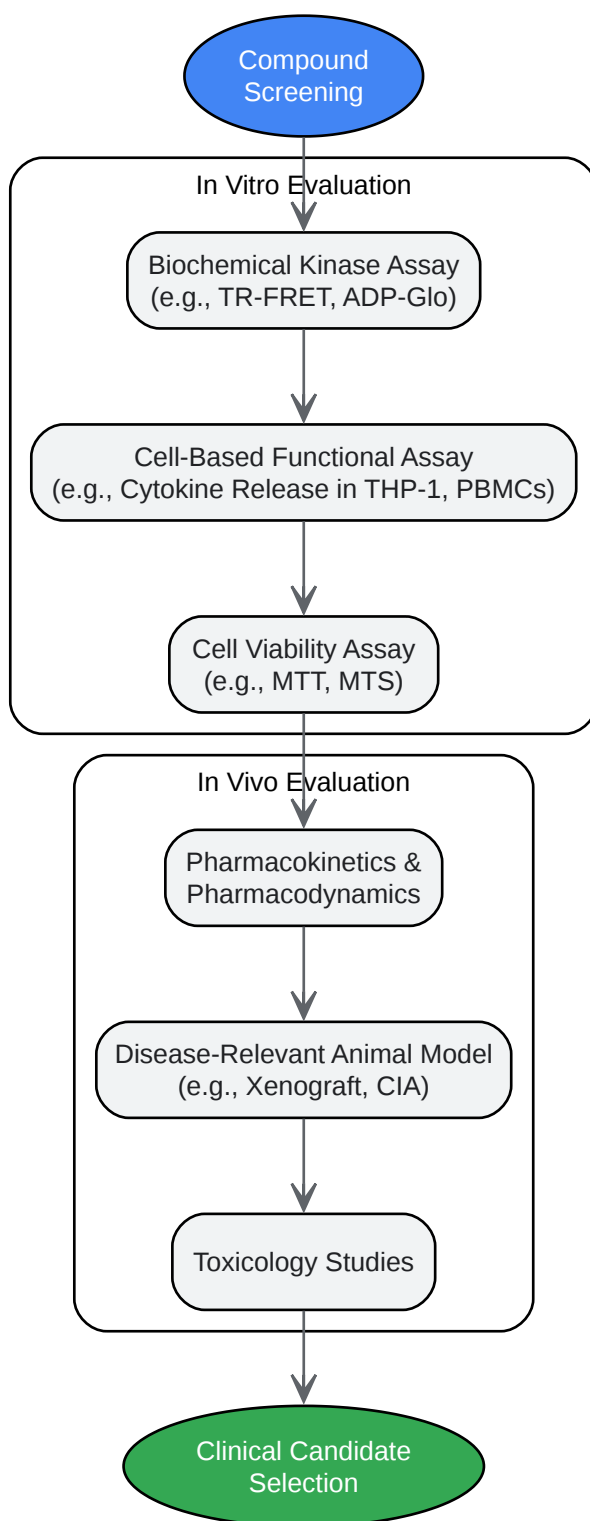 Compound
Screening
In Vitro Evaluation
Biochemical Kinase Assay
(e.g., TR-FRET, ADP-Glo)
Cell-Based Functional Assay
(e.g., Cytokine Release in THP-1, PBMCs)
Cell Viability Assay
(e.g., MTT, MTS)
In Vivo Evaluation
Pharmacokinetics &
Pharmacodynamics
Disease-Relevant Animal Model
(e.g., Xenograft, CIA)
Toxicology Studies
Clinical Candidate
Selection